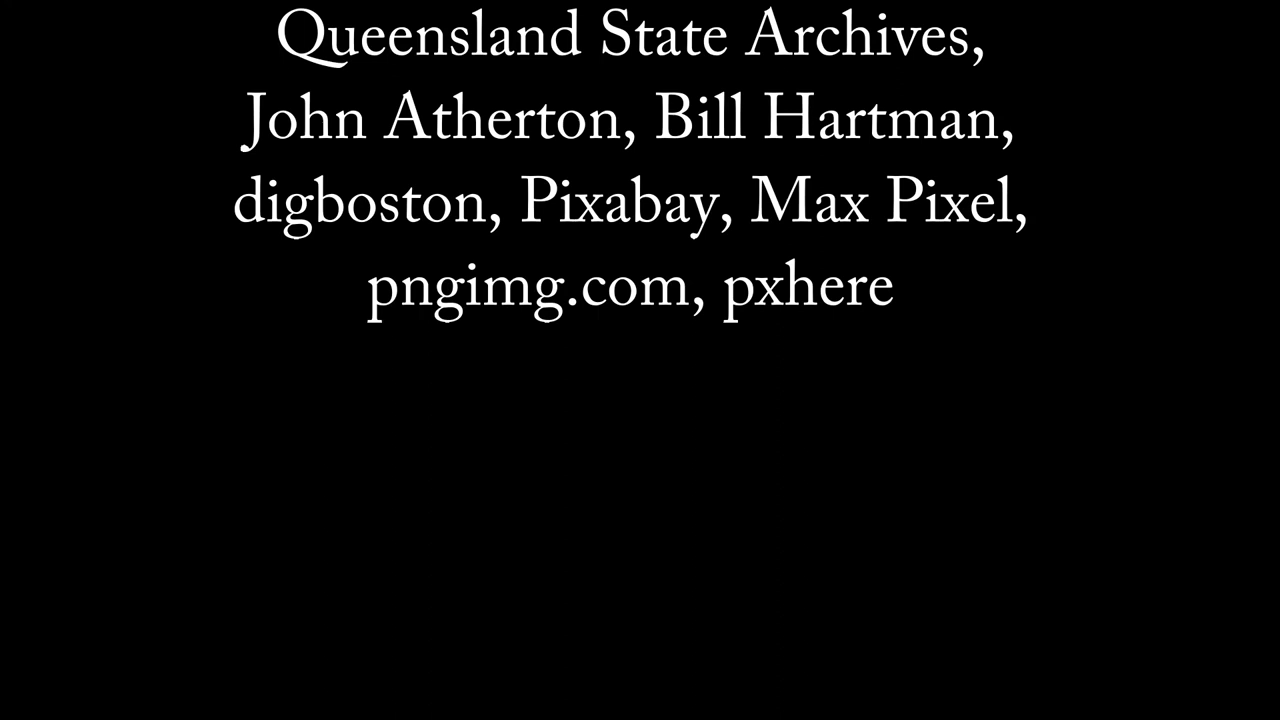 Queensland State Archives,
John Atherton, Bill Hartman,
digboston, Pixabay, Max Pixel,
pngimg.com, pxhere